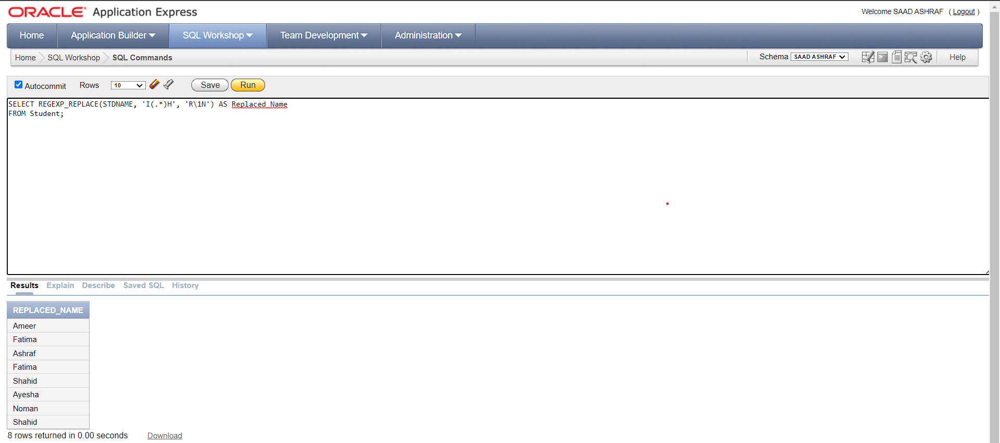 ORACLE® Application Express
Welcome SAAD ASHRAF ( Logout )
Home Application Builder SQL Workshop Team Development Administration
Home SQL Workshop SQL Commands
Schema SAAD ASHRAF Help
Autocommit Rows 10 Save Run
SELECT REGEXP_REPLACE(STDNAME, 'I(.*)H', 'R\1N') AS Replaced_Name
FROM Student;
Results Explain Describe Saved SQL History
REPLACED_NAME
Ameer
Fatima
Ashraf
Fatima
Shahid
Ayesha
Noman
Shahid
8 rows returned in 0.00 seconds Download